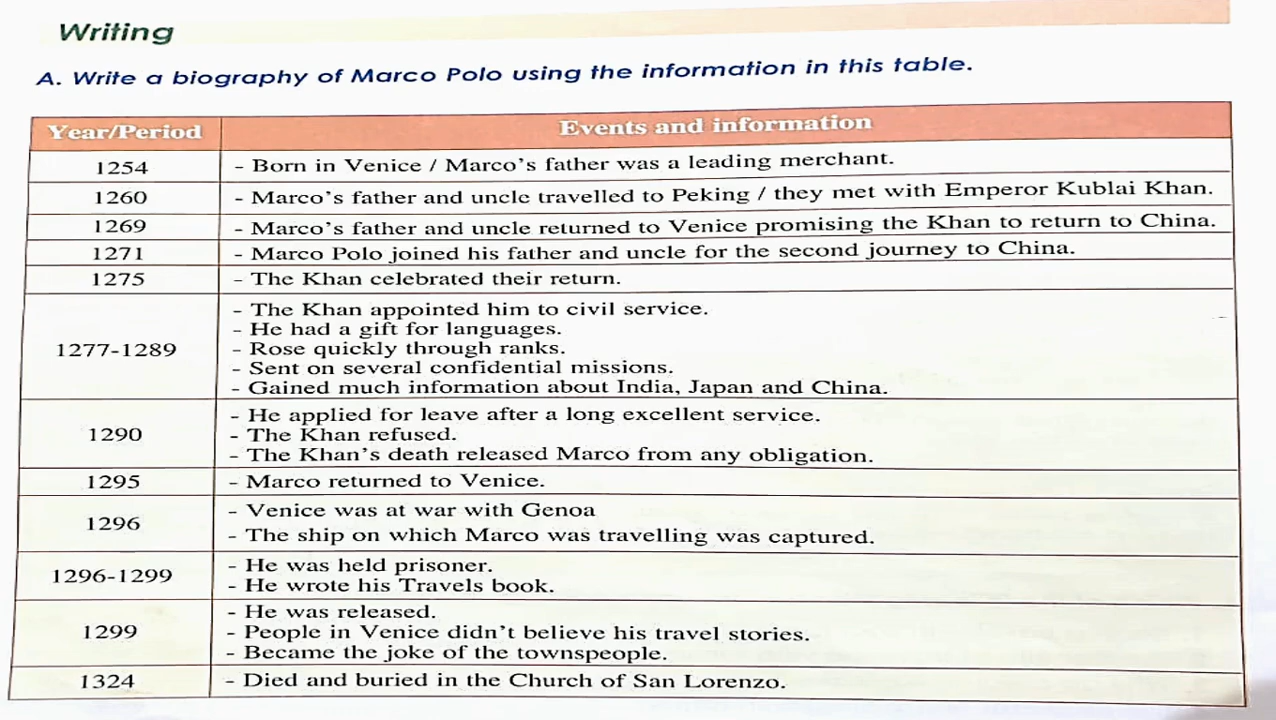 Writing
A. Write a biography of Marco Polo using the information in this table.
Year/Period Events and information
1254 - Born in Venice / Marco's father was a leading merchant.
1260 - Marco's father and uncle travelled to Peking / they met with Emperor Kublai Khan.
1269 - Marco's father and uncle returned to Venice promising the Khan to return to China.
1271 - Marco Polo joined his father and uncle for the second journey to China.
1275 - The Khan celebrated their return.
1277-1289
- The Khan appointed him to civil service.
- He had a gift for languages.
- Rose quickly through ranks.
- Sent on several confidential missions.
- Gained much information about India, Japan and China.
1290
- He applied for leave after a long excellent service.
- The Khan refused.
- The Khan's death released Marco from any obligation.
1295 - Marco returned to Venice.
1296
- Venice was at war with Genoa
- The ship on which Marco was travelling was captured.
1296-1299
- He was held prisoner.
- He wrote his Travels book.
1299
- He was released.
- People in Venice didn't believe his travel stories.
- Became the joke of the townspeople.
1324 - Died and buried in the Church of San Lorenzo.